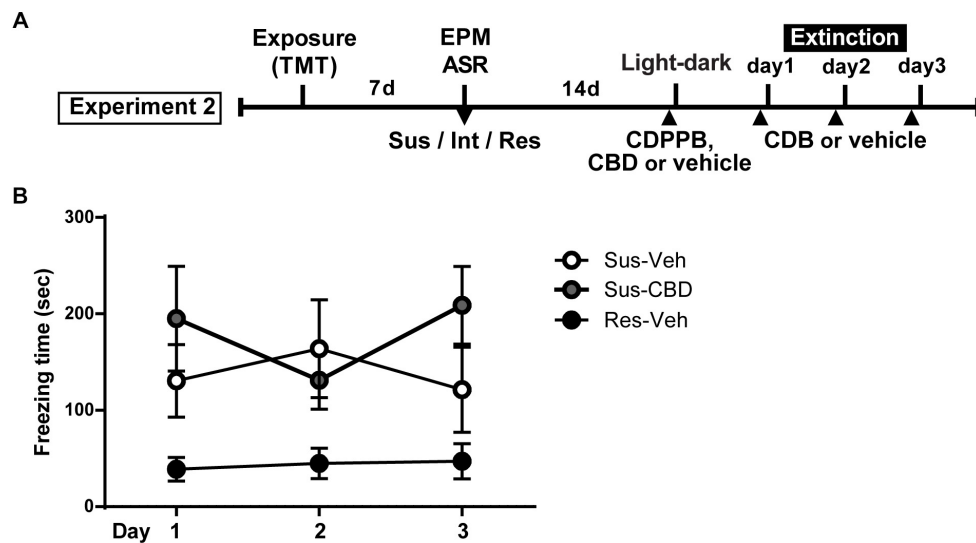 A
Exposure
(TMT)
EPM
ASR
Light-dark
Extinction
day1 day2 day3
7d
14d
Experiment 2
Sus / Int / Res
CDPPB,
CBD or vehicle
CDB or vehicle
B
Freezing time (sec)
300
200
100
0
Day 1 2 3
Sus-Veh
Sus-CBD
Res-Veh